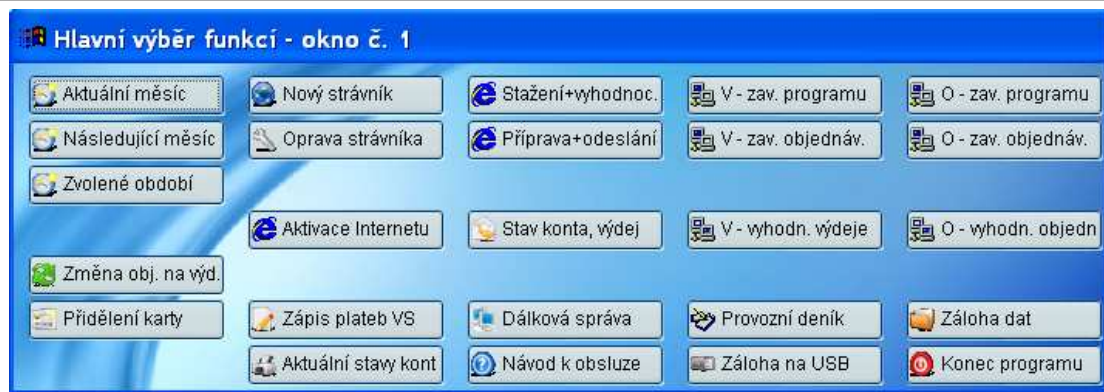 Hlavní výběr funkcí - okno č. 1
Aktuální měsíc Nový strávník Stažení+vyhodnoc. V - zav. programu O - zav. programu
Následující měsíc Oprava strávníka Příprava+odeslání V - zav. objednáv. O - zav. objednáv.
Zvolené období
Aktivace Internetu Stav konta, výdej V - vyhodn. výdeje O - vyhodn. objedn
Změna obj. na výd.
Přidělení karty Zápis plateb VS Dálková správa Provozní deník Záloha dat
Aktuální stavy kont Návod k obsluze Záloha na USB Konec programu